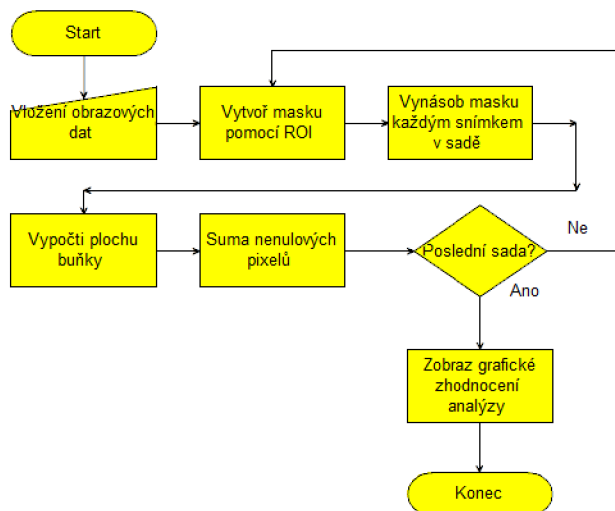 Start
Vložení obrazových
dat
Vytvoř masku
pomocí ROI
Vynásob masku
každým snímkem
v sadě
Vypočti plochu
buňky
Suma nenulových
pixelů
Poslední sada?
Ne
Ano
Zobraz grafické
zhodnocení
analýzy
Konec